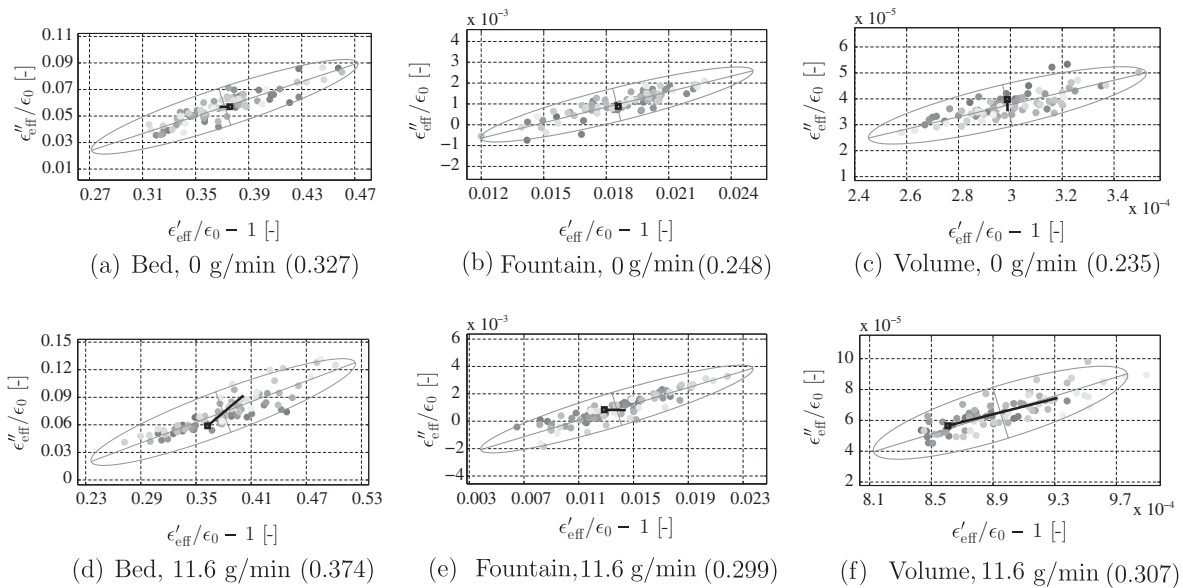 x 10⁻³
x 10⁻⁵
0.11
0.09
0.07
0.05
0.03
0.01
ϵ″eff/ϵ0 [-]
0.27 0.31 0.35 0.39 0.43 0.47
ϵ′eff/ϵ0 − 1 [-]
(a) Bed, 0 g/min (0.327)
4
3
2
1
0
−1
−2
ϵ″eff/ϵ0 [-]
0.012 0.015 0.018 0.021 0.024
ϵ′eff/ϵ0 − 1 [-]
(b) Fountain, 0 g/min (0.248)
6
5
4
3
2
1
ϵ″eff/ϵ0 [-]
2.4 2.6 2.8 3 3.2 3.4
x 10⁻⁴
ϵ′eff/ϵ0 − 1 [-]
(c) Volume, 0 g/min (0.235)
0.15
0.12
0.09
0.06
0.03
0
ϵ″eff/ϵ0 [-]
0.23 0.29 0.35 0.41 0.47 0.53
ϵ′eff/ϵ0 − 1 [-]
(d) Bed, 11.6 g/min (0.374)
x 10⁻³
6
4
2
0
−2
−4
ϵ″eff/ϵ0 [-]
0.003 0.007 0.011 0.015 0.019 0.023
ϵ′eff/ϵ0 − 1 [-]
(e) Fountain, 11.6 g/min (0.299)
x 10⁻⁵
10
8
6
4
2
ϵ″eff/ϵ0 [-]
8.1 8.5 8.9 9.3 9.7
x 10⁻⁴
ϵ′eff/ϵ0 − 1 [-]
(f) Volume, 11.6 g/min (0.307)